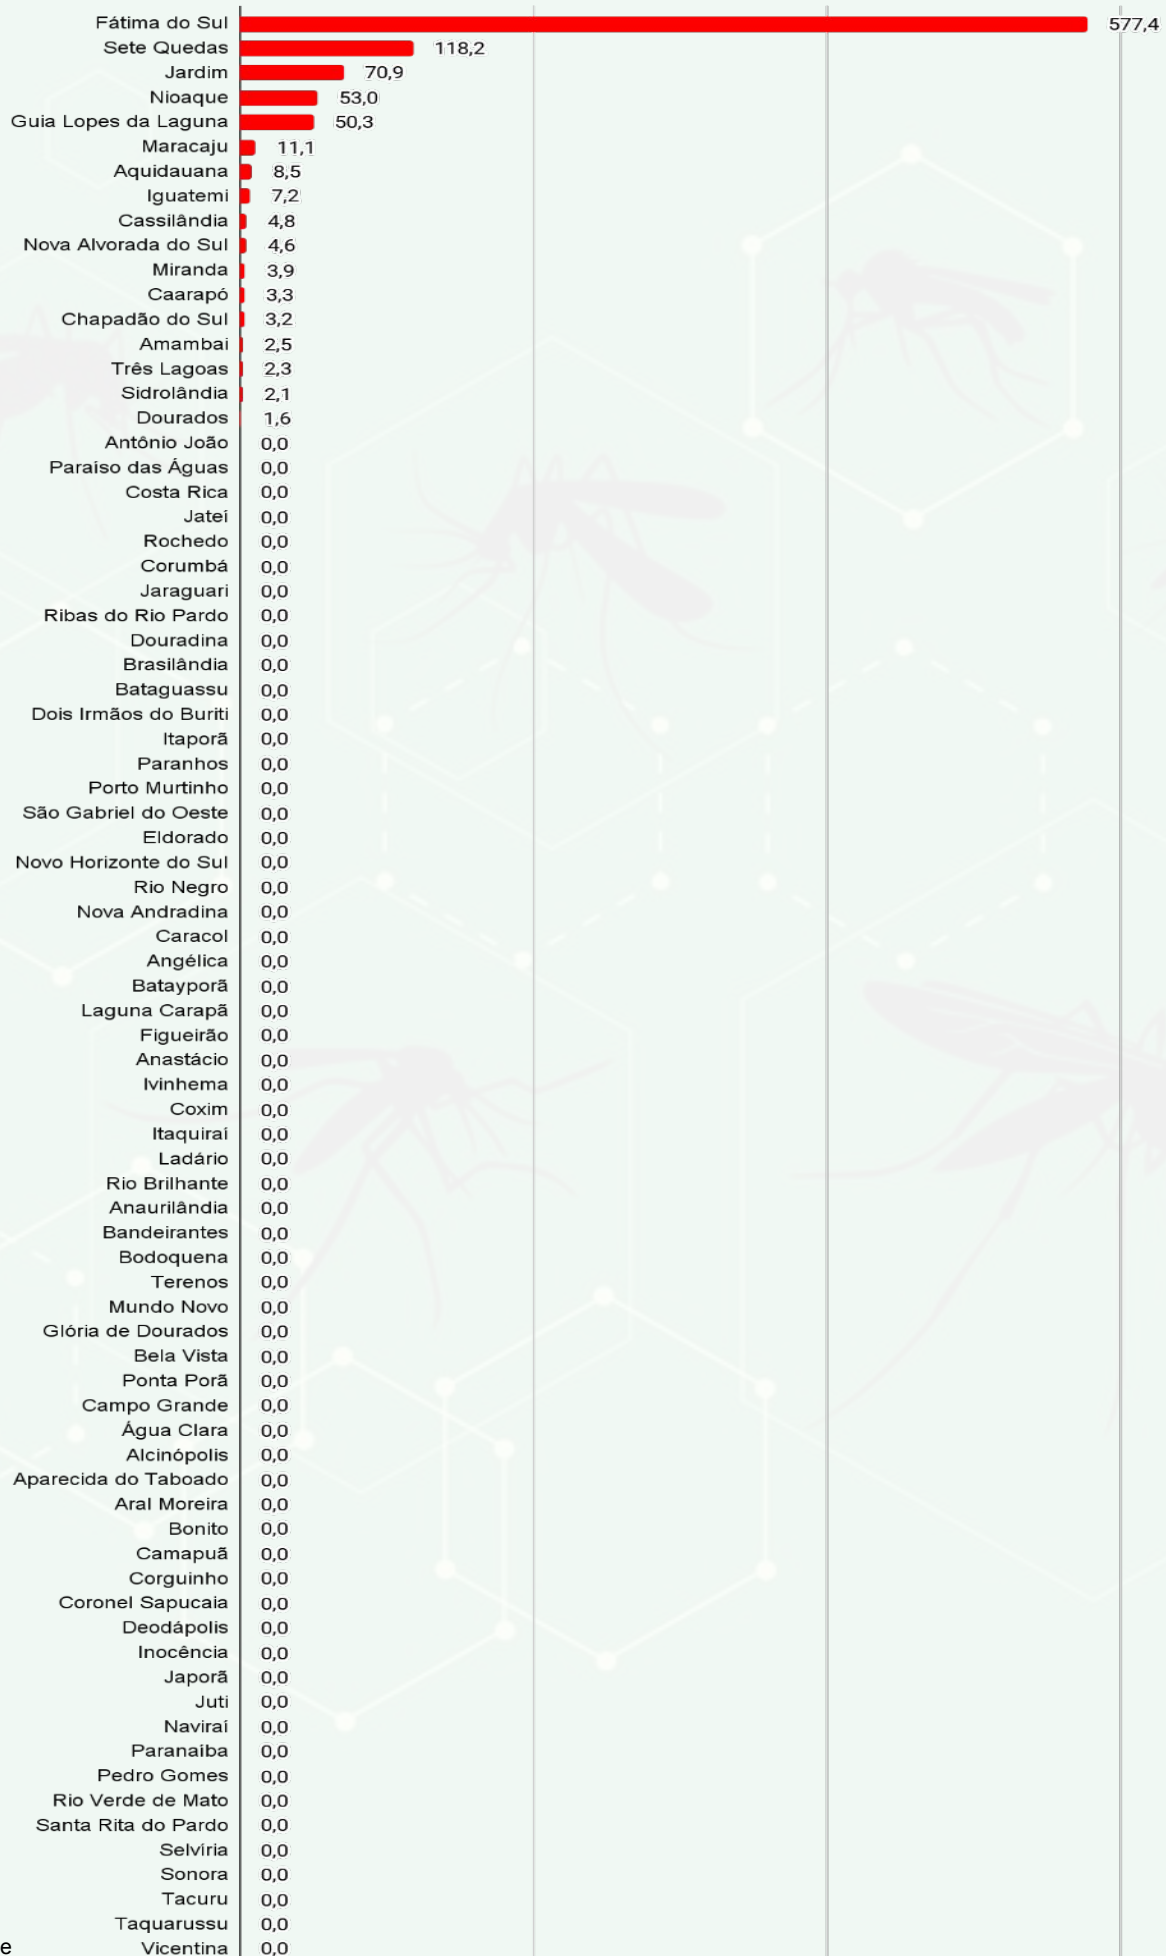 Fátima do Sul 577,4
Sete Quedas 118,2
Jardim 70,9
Nioaque 53,0
Guia Lopes da Laguna 50,3
Maracaju 11,1
Aquidauana 8,5
Iguatemi 7,2
Cassilândia 4,8
Nova Alvorada do Sul 4,6
Miranda 3,9
Caarapó 3,3
Chapadão do Sul 3,2
Amambai 2,5
Três Lagoas 2,3
Sidrolândia 2,1
Dourados 1,6
Antônio João 0,0
Paraíso das Águas 0,0
Costa Rica 0,0
Jateí 0,0
Rochedo 0,0
Corumbá 0,0
Jaraguari 0,0
Ribas do Rio Pardo 0,0
Douradina 0,0
Brasilândia 0,0
Bataguassu 0,0
Dois Irmãos do Buriti 0,0
Itaporã 0,0
Paranhos 0,0
Porto Murtinho 0,0
São Gabriel do Oeste 0,0
Eldorado 0,0
Novo Horizonte do Sul 0,0
Rio Negro 0,0
Nova Andradina 0,0
Caracol 0,0
Angélica 0,0
Batayporã 0,0
Laguna Carapã 0,0
Figueirão 0,0
Anastácio 0,0
Ivinhema 0,0
Coxim 0,0
Itaquiraí 0,0
Ladário 0,0
Rio Brilhante 0,0
Anaurilândia 0,0
Bandeirantes 0,0
Bodoquena 0,0
Terenos 0,0
Mundo Novo 0,0
Glória de Dourados 0,0
Bela Vista 0,0
Ponta Porã 0,0
Campo Grande 0,0
Água Clara 0,0
Alcinópolis 0,0
Aparecida do Taboado 0,0
Aral Moreira 0,0
Bonito 0,0
Camapuã 0,0
Corguinho 0,0
Coronel Sapucaia 0,0
Deodápolis 0,0
Inocência 0,0
Japorã 0,0
Juti 0,0
Naviraí 0,0
Paranaíba 0,0
Pedro Gomes 0,0
Rio Verde de Mato 0,0
Santa Rita do Pardo 0,0
Selvíria 0,0
Sonora 0,0
Tacuru 0,0
Taquarussu 0,0
e Vicentina 0,0